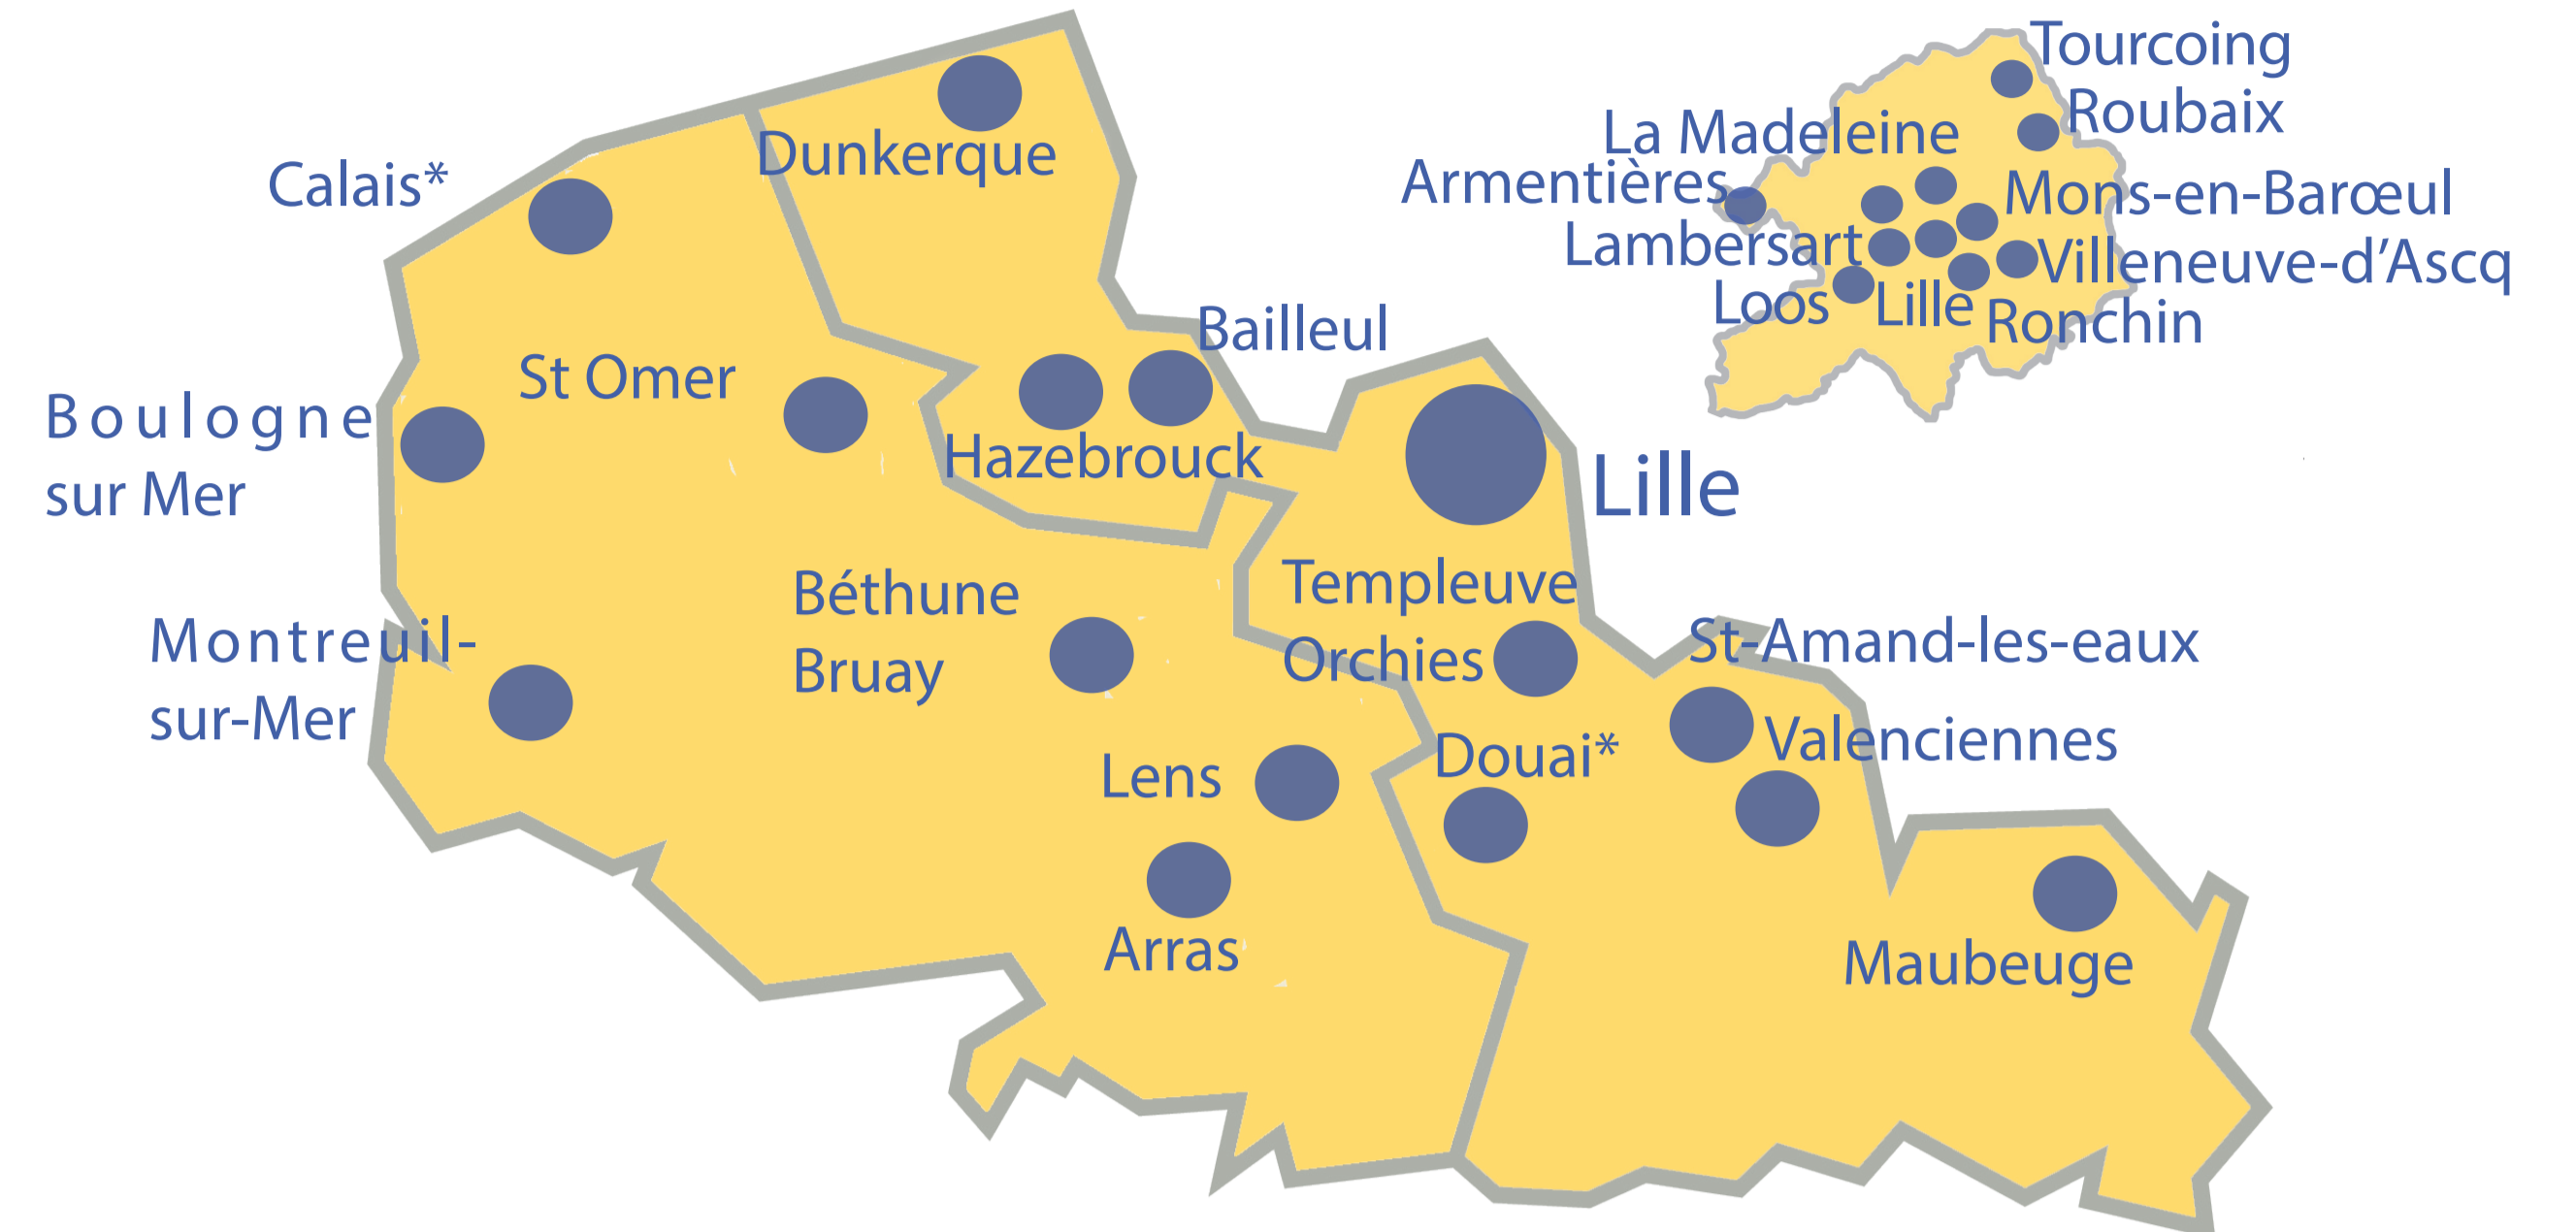 Tourcoing
Roubaix
La Madeleine
Armentières
Mons-en-Barœul
Lambersart
Villeneuve-d'Ascq
Loos
Lille
Ronchin
Dunkerque
Calais*
Bailleul
St Omer
Boulogne
sur Mer
Hazebrouck
Lille
Templeuve
Orchies
Béthune
Bruay
Montreuil-
sur-Mer
St-Amand-les-eaux
Valenciennes
Douai*
Lens
Arras
Maubeuge